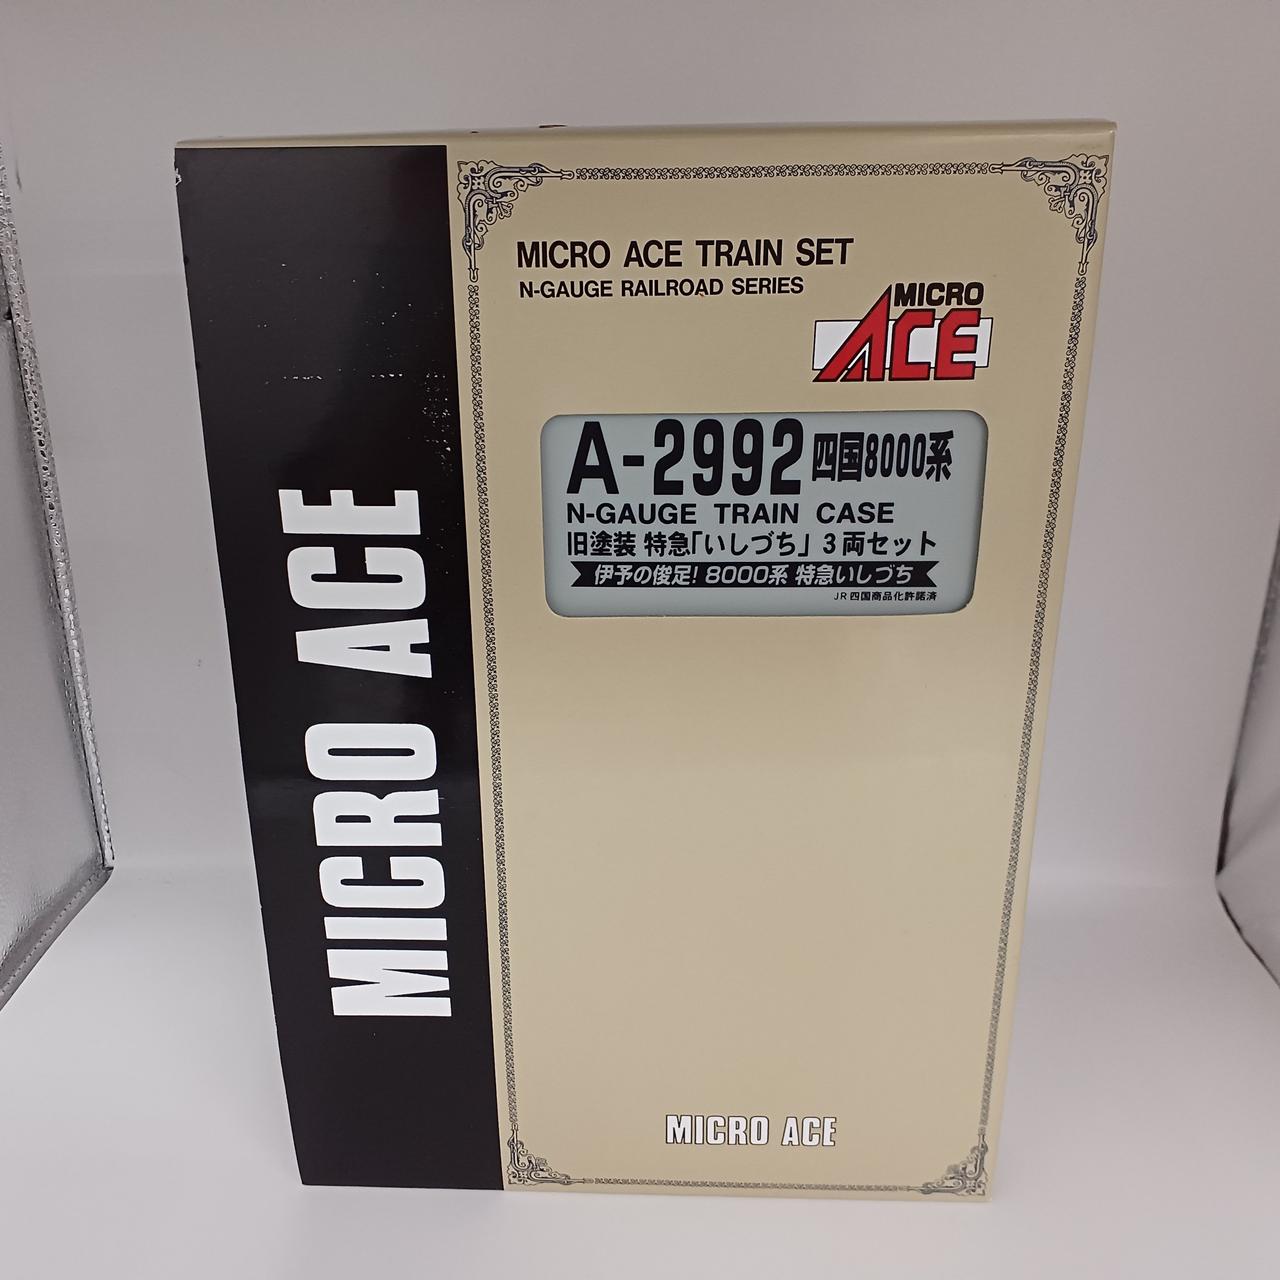 MICRO ACE
MICRO ACE TRAIN SET
N-GAUGE RAILROAD SERIES
MICRO
ACE
A-2992 四国8000系
N-GAUGE TRAIN CASE
旧塗装 特急「いしづち」3両セット
伊予の俊足! 8000系 特急いしづち
JR四国商品化許諾済
MICRO ACE